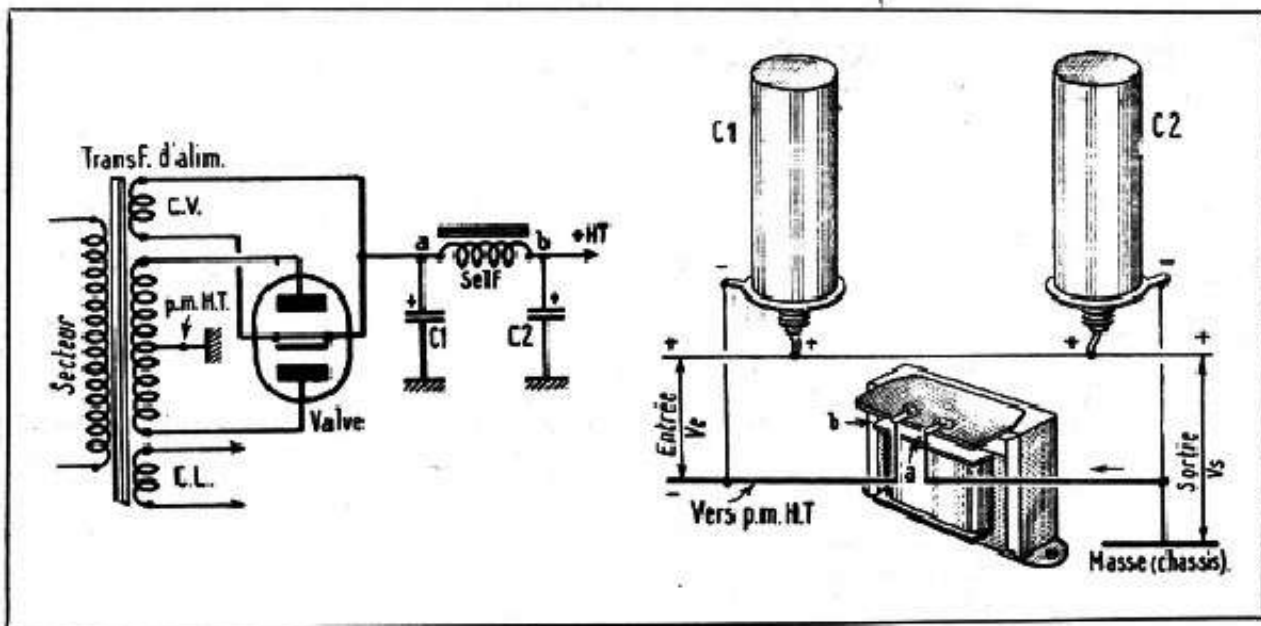 Transf. d'alim.
C.V.
Secteur
p.m. H.T.
Valve
C.L.
a
Self
b
+HT
+
C1
+
C2
C1
C2
-
-
+
+
+
+
Entrée
Ve
-
b
a
Vers p.m. H.T
Sortie
Vs
Masse (chassis).